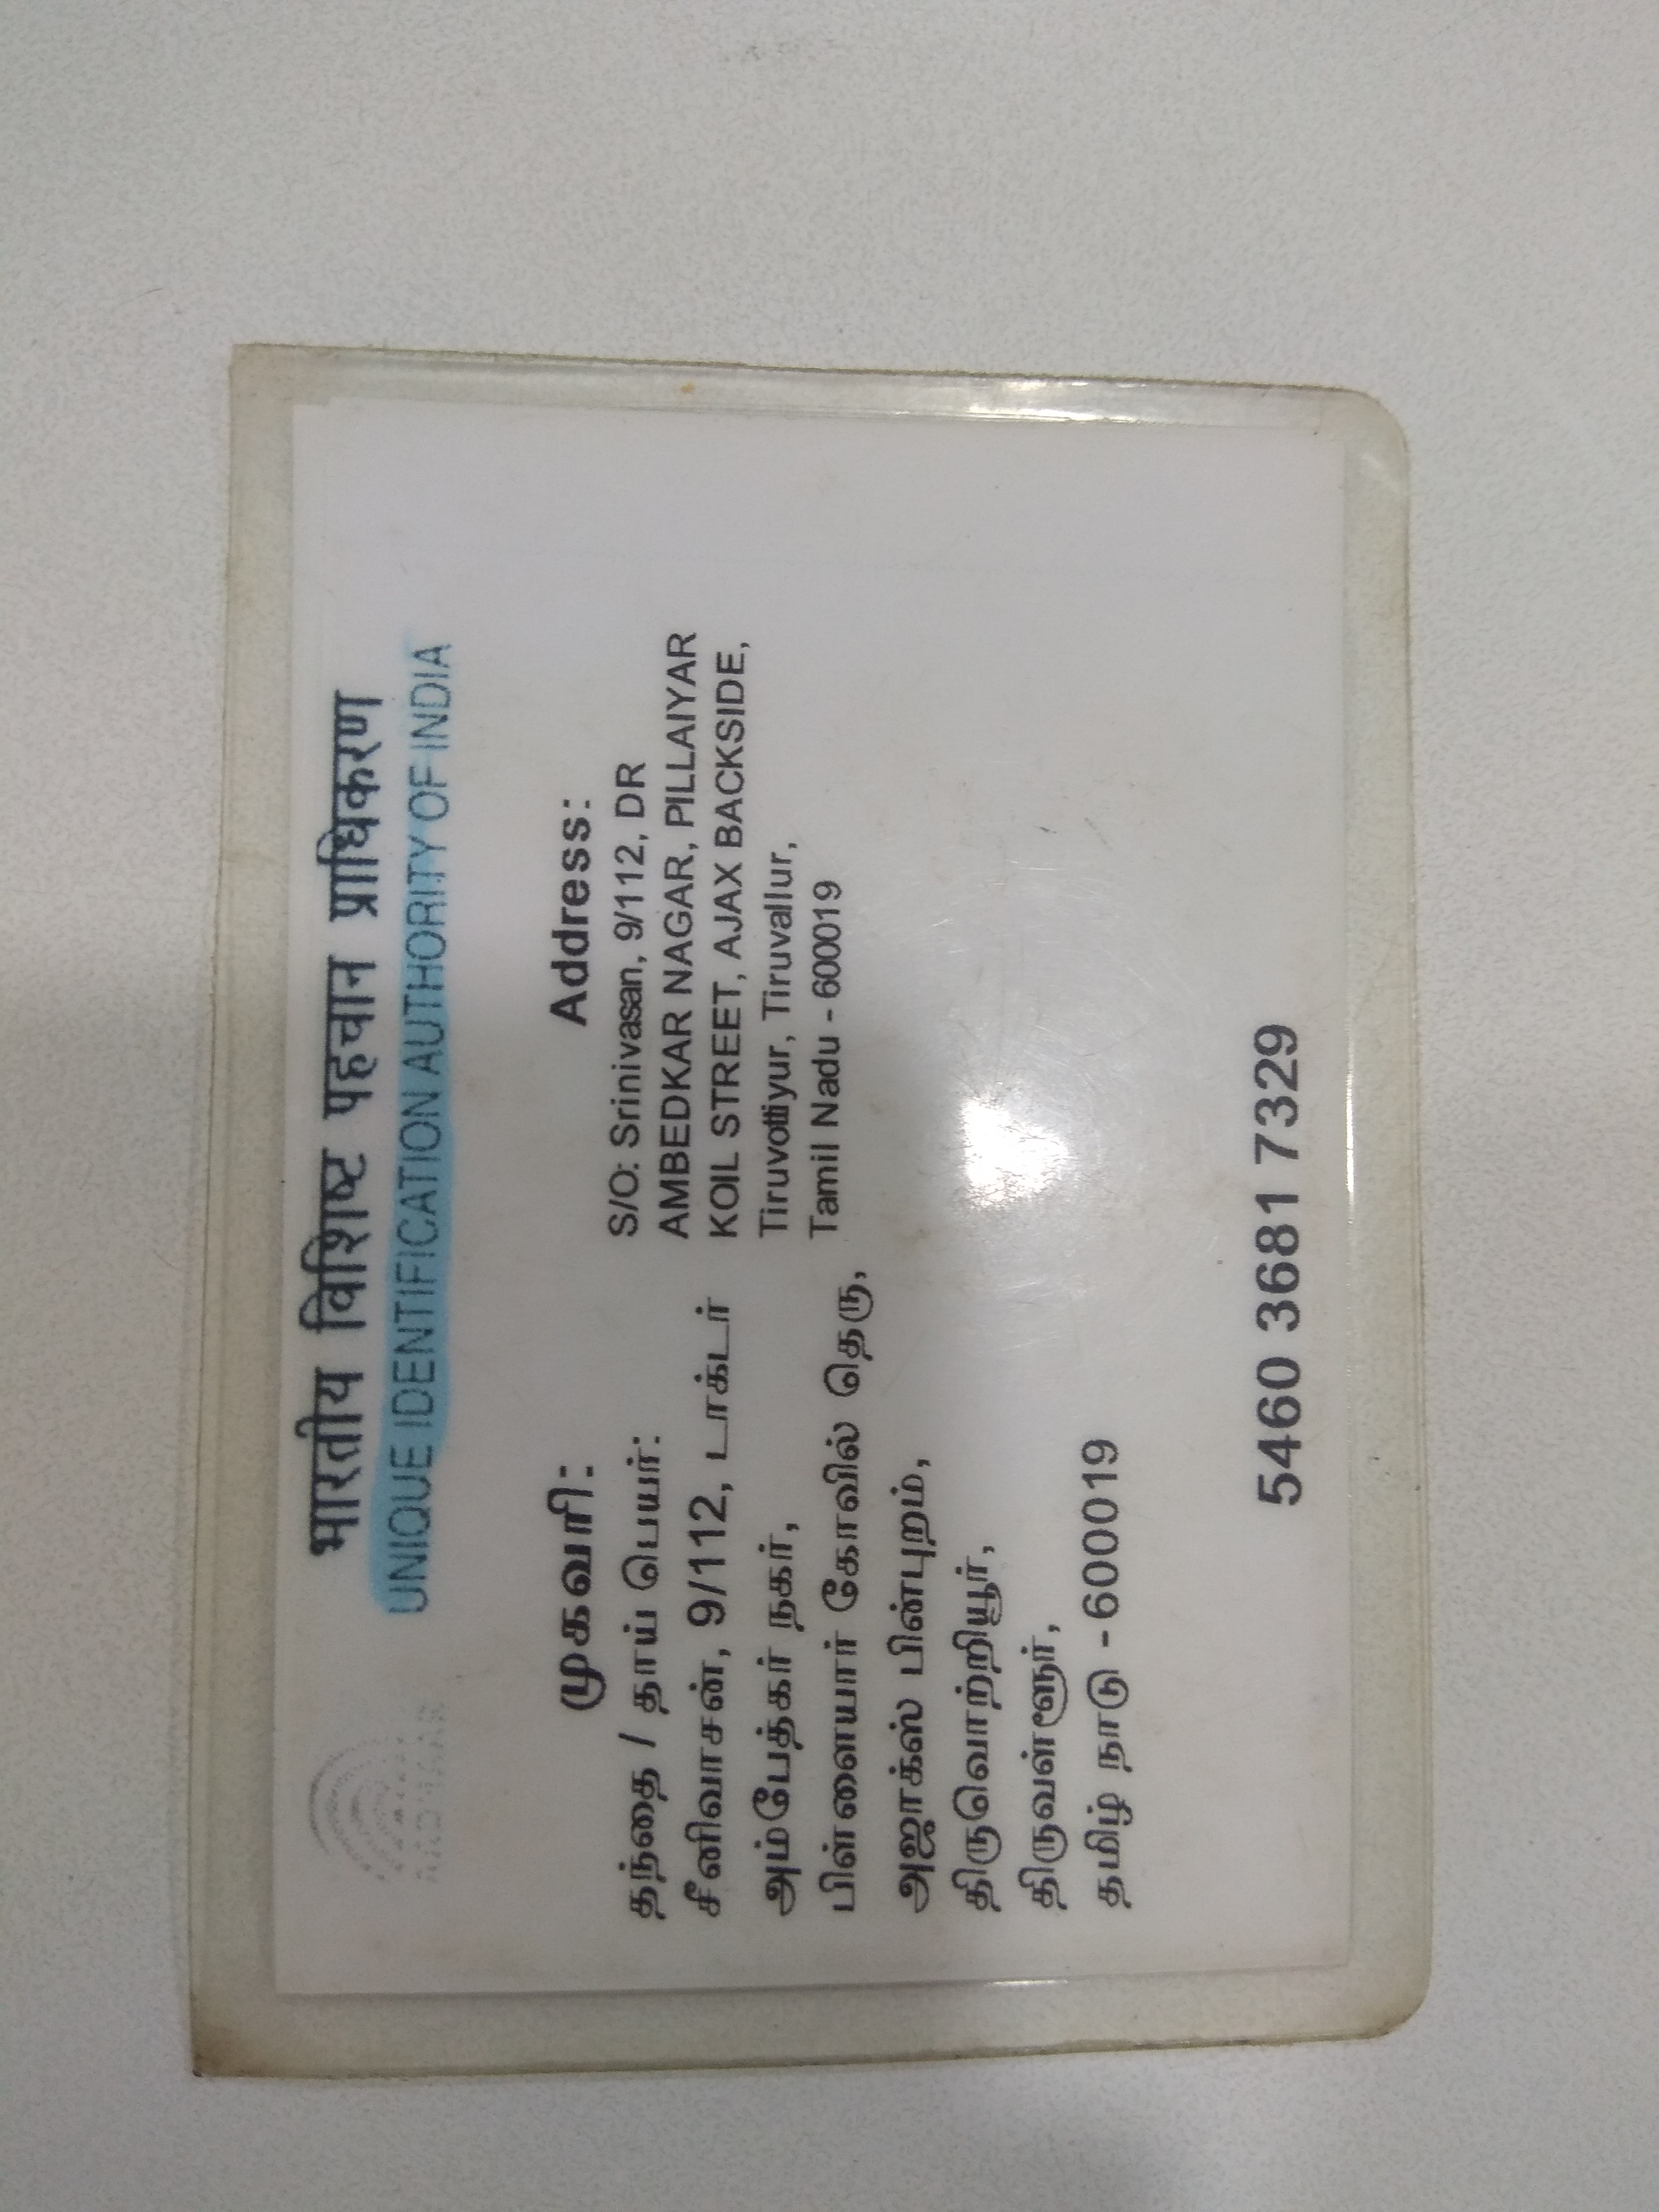 भारतीय विशिष्ट पहचान प्राधिकरण
UNIQUE IDENTIFICATION AUTHORITY OF INDIA
முகவரி:
தந்தை / தாய் பெயர்:
சீனிவாசன், 9/112, டாக்டர்
அம்பேத்கர் நகர்,
பிள்ளையார் கோவில் தெரு,
அஜாக்ஸ் பின்புறம்,
திருவொற்றியூர்,
திருவள்ளூர்,
தமிழ் நாடு - 600019
Address:
S/O: Srinivasan, 9/112, DR
AMBEDKAR NAGAR, PILLAIYAR
KOIL STREET, AJAX BACKSIDE,
Tiruvottiyur, Tiruvallur,
Tamil Nadu - 600019
5460 3681 7329